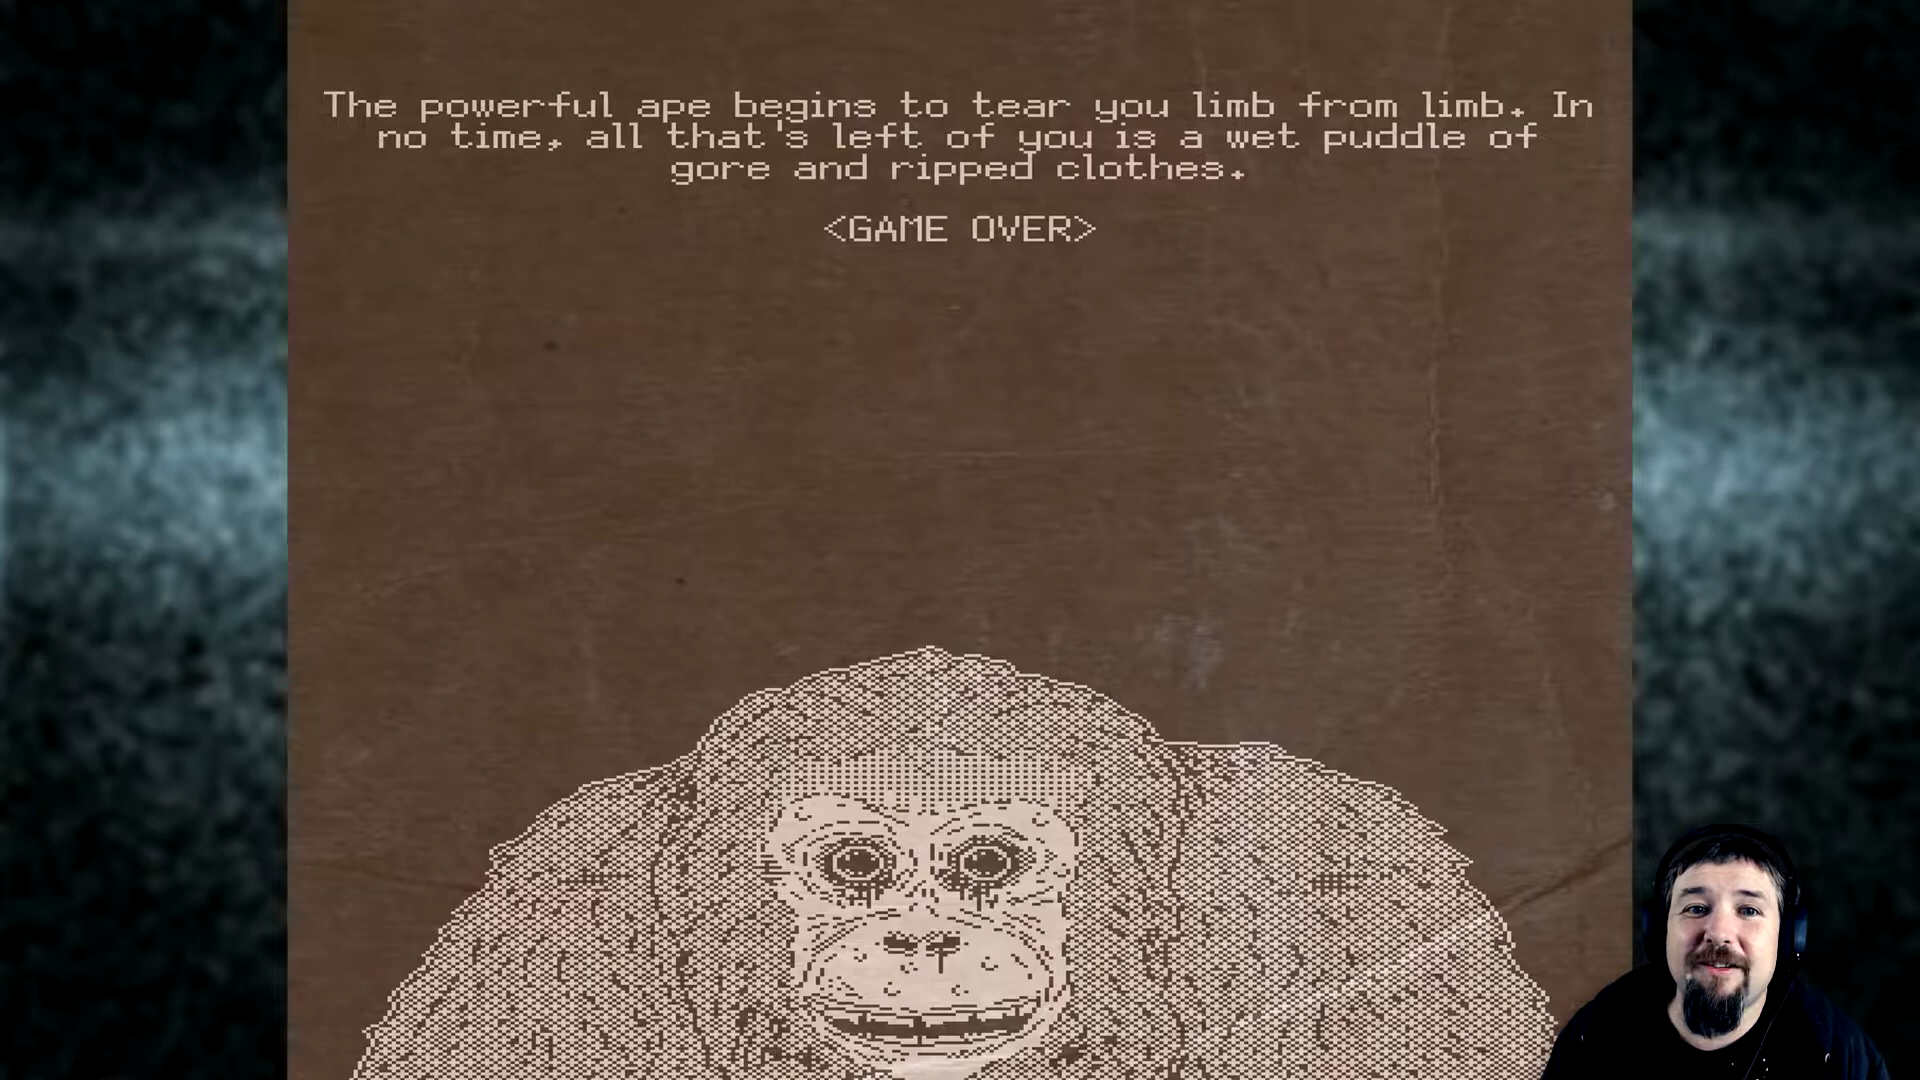 The powerful ape begins to tear you limb from limb. In
no time, all that's left of you is a wet puddle of
gore and ripped clothes.
<GAME OVER>